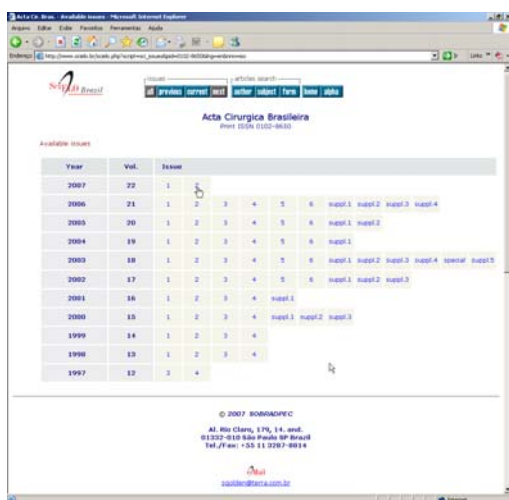 Acta Cir. Bras. - Available issues - Microsoft Internet Explorer
Arquivo Editar Exibir Favoritos Ferramentas Ajuda
Links
SciELO Brazil
issues articles search
all previous current next author subject form home alpha
Acta Cirurgica Brasileira
Print ISSN 0102-8650
Available issues
Year Vol. Issue
2007 22 1 2
2006 21 1 2 3 4 5 6 suppl.1 suppl.2 suppl.3 suppl.4
2005 20 1 2 3 4 5 6 suppl.1 suppl.2
2004 19 1 2 3 4 5 6 suppl.1
2003 18 1 2 3 4 5 6 suppl.1 suppl.2 suppl.3 suppl.4 special suppl.5
2002 17 1 2 3 4 5 6 suppl.1 suppl.2 suppl.3
2001 16 1 2 3 4 suppl.1
2000 15 1 2 3 4 suppl.1 suppl.2 suppl.3
1999 14 1 2 3 4
1998 13 1 2 3 4
1997 12 3 4
© 2007 SOBRADPEC
Al. Rio Claro, 179, 14. and.
01332-010 São Paulo SP Brazil
Tel./Fax: +55 11 3287-8814
eMail
sgolden@terra.com.br
Internet